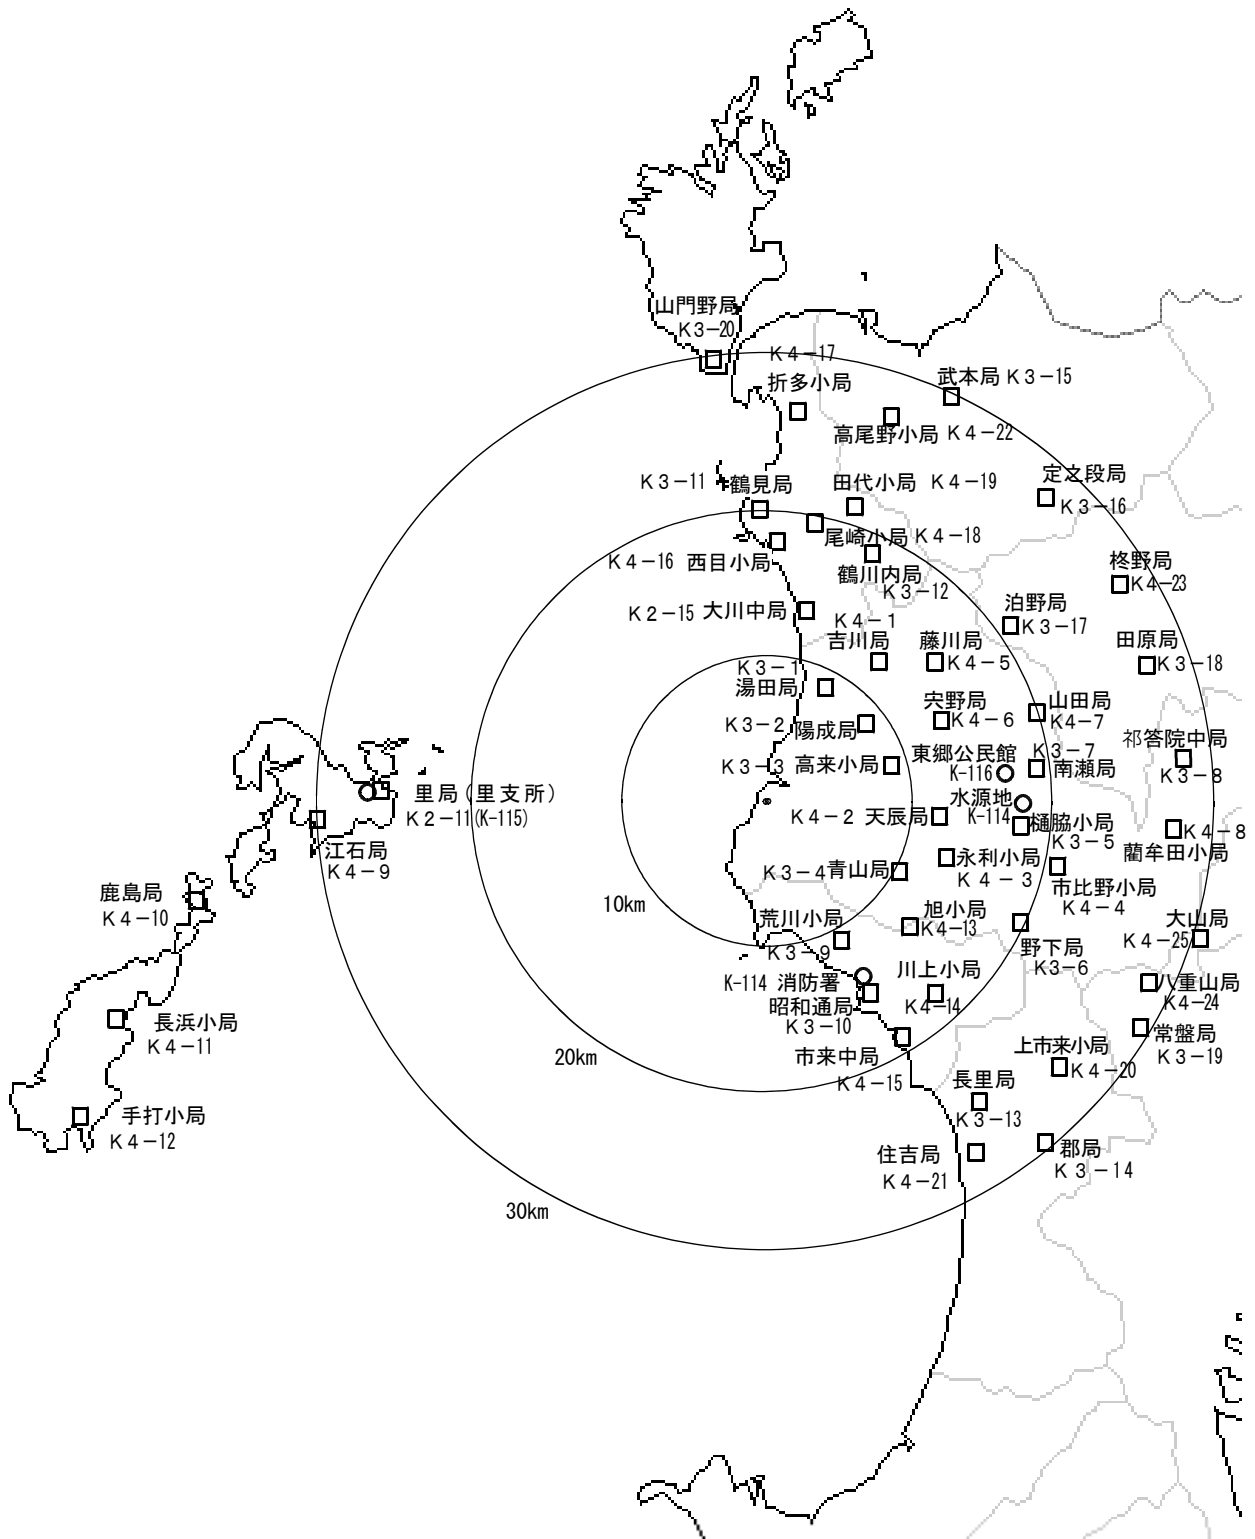 山門野局
K3-20
K4-17
折多小局
武本局 K3-15
高尾野小局 K4-22
K3-11 鶴見局
田代小局 K4-19
定之段局
K3-16
尾崎小局 K4-18
K4-16 西目小局
鶴川内局
K3-12
柊野局
K4-23
K2-15 大川中局
K4-1
吉川局
藤川局
K4-5
泊野局
K3-17
田原局
K3-18
K3-1
湯田局
K3-2 陽成局
宍野局
K4-6
山田局
K4-7
K3-3 高来小局
東郷公民館
K-116
K3-7
南瀬局
祁答院中局
K3-8
里局(里支所)
K2-11(K-115)
K4-2 天辰局
水源地
K-114
樋脇小局
K3-5
K4-8
藺牟田小局
江石局
K4-9
K3-4 青山局
永利小局
K4-3
市比野小局
K4-4
鹿島局
K4-10
10km
荒川小局
K3-9
旭小局
K4-13
野下局
K3-6
大山局
K4-25
K-114 消防署
昭和通局
K3-10
川上小局
K4-14
八重山局
K4-24
長浜小局
K4-11
20km
市来中局
K4-15
上市来小局
K4-20
常盤局
K3-19
長里局
K3-13
手打小局
K4-12
住吉局
K4-21
郡局
K3-14
30km